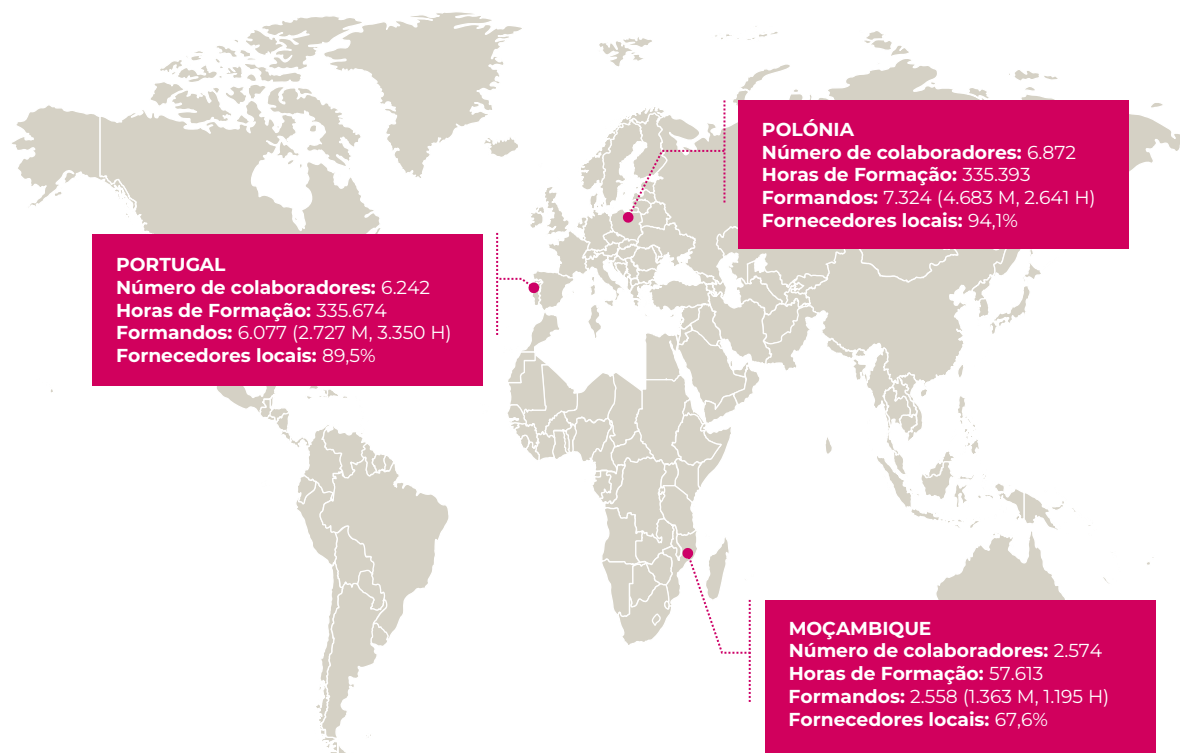 POLÓNIA
Número de colaboradores: 6.872
Horas de Formação: 335.393
Formandos: 7.324 (4.683 M, 2.641 H)
Fornecedores locais: 94,1%
PORTUGAL
Número de colaboradores: 6.242
Horas de Formação: 335.674
Formandos: 6.077 (2.727 M, 3.350 H)
Fornecedores locais: 89,5%
MOÇAMBIQUE
Número de colaboradores: 2.574
Horas de Formação: 57.613
Formandos: 2.558 (1.363 M, 1.195 H)
Fornecedores locais: 67,6%